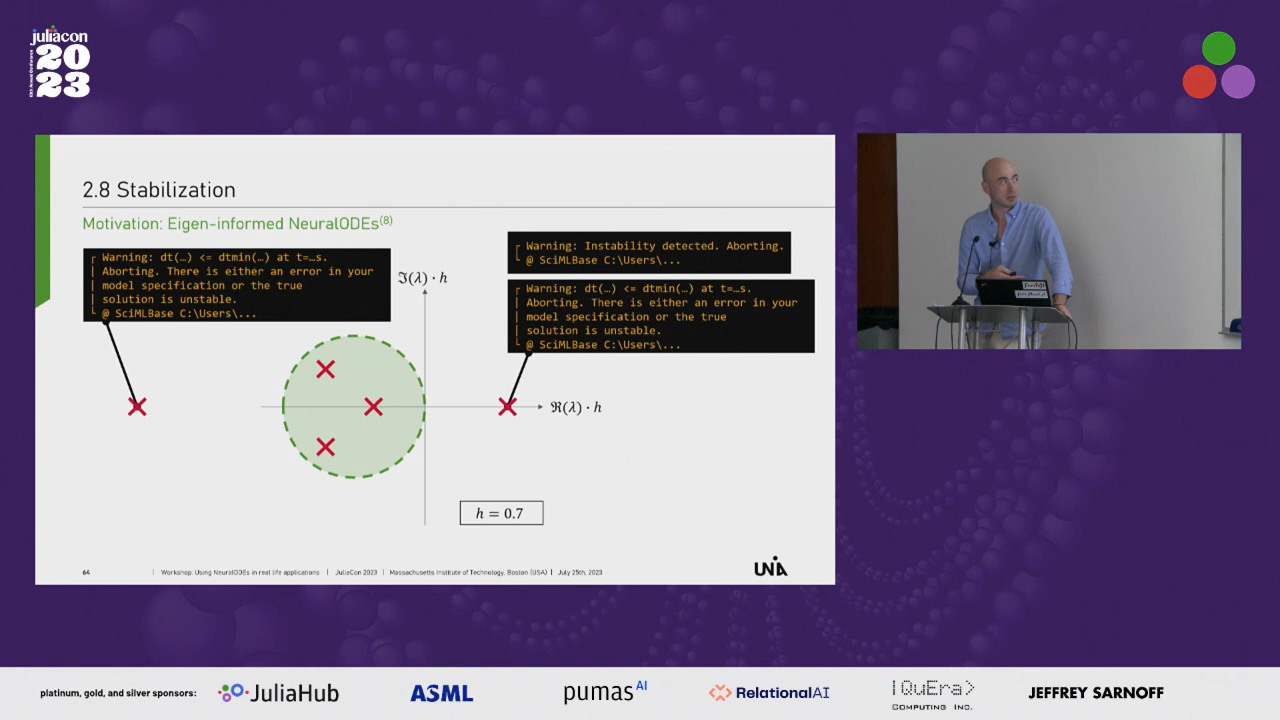 juliacon
20
23
2.8 Stabilization
Motivation: Eigen-informed NeuralODEs(8)
┌ Warning: dt(…) <= dtmin(…) at t=…s.
│ Aborting. There is either an error in your
│ model specification or the true
│ solution is unstable.
└ @ SciMLBase C:\Users\...
┌ Warning: Instability detected. Aborting.
└ @ SciMLBase C:\Users\...
┌ Warning: dt(…) <= dtmin(…) at t=…s.
│ Aborting. There is either an error in your
│ model specification or the true
│ solution is unstable.
└ @ SciMLBase C:\Users\...
ℑ(λ) · h
ℜ(λ) · h
h = 0.7
64 | Workshop: Using NeuralODEs in real life applications | JuliaCon 2023 | Massachusetts Institute of Technology, Boston (USA) | July 25th, 2023
UNIA
platinum, gold, and silver sponsors:
JuliaHub
ASML
pumasAI
RelationalAI
|QuEra>
COMPUTING INC.
JEFFREY SARNOFF